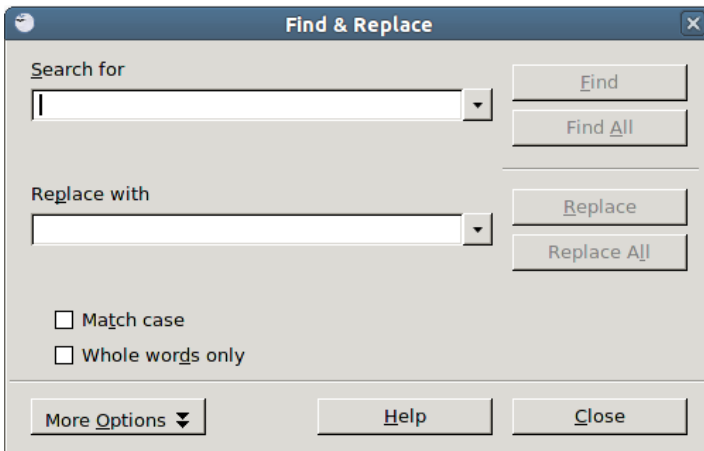 Find & Replace
Search for
Find
Find All
Replace with
Replace
Replace All
Match case
Whole words only
More Options
Help
Close